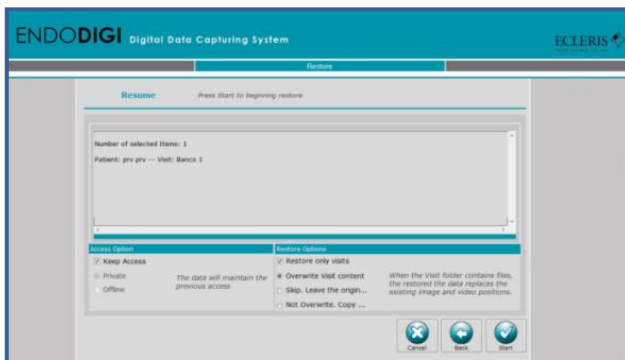 ENDODIGI Digital Data Capturing System
ECLERIS
Restore
Resume Press Start to beginning restore
Number of selected Items: 1
Patient: prv prv -- Visit: Banco 3
Access Option
Keep Access
Private
Offline
The data will maintain the
previous access
Restore Options
Restore only visits
Overwrite Visit content
Skip. Leave the origin...
Not Overwrite. Copy ...
When the Visit folder contains files,
the restored the data replaces the
existing image and video positions.
Cancel
Back
Start